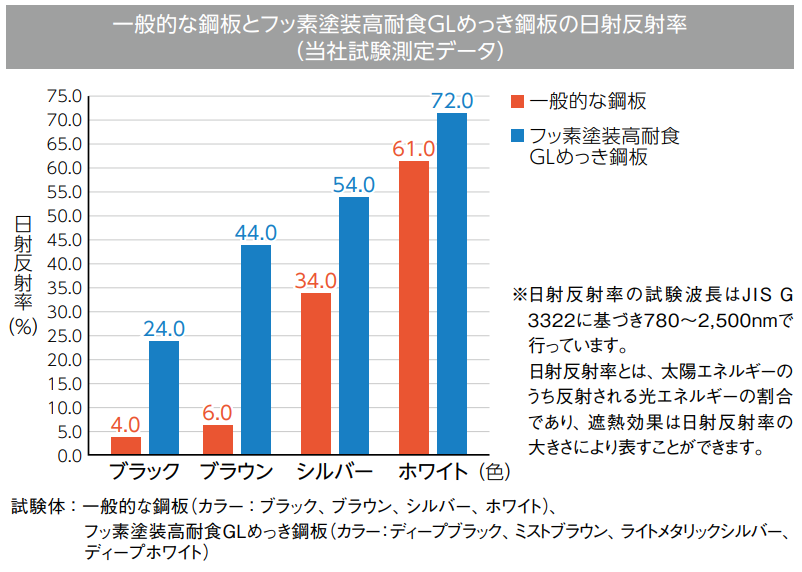 一般的な鋼板とフッ素塗装高耐食GLめっき鋼板の日射反射率
（当社試験測定データ）
日射反射率
（%）
75.0
70.0
65.0
60.0
55.0
50.0
45.0
40.0
35.0
30.0
25.0
20.0
15.0
10.0
5.0
0.0
4.0
24.0
6.0
44.0
34.0
54.0
61.0
72.0
ブラック
ブラウン
シルバー
ホワイト
（色）
一般的な鋼板
フッ素塗装高耐食
GLめっき鋼板
※日射反射率の試験波長はJIS G
3322に基づき780～2,500nmで
行っています。
日射反射率とは、太陽エネルギーの
うち反射される光エネルギーの割合
であり、遮熱効果は日射反射率の
大きさにより表すことができます。
試験体：一般的な鋼板（カラー：ブラック、ブラウン、シルバー、ホワイト）、
フッ素塗装高耐食GLめっき鋼板（カラー：ディープブラック、ミストブラウン、ライトメタリックシルバー、
ディープホワイト）